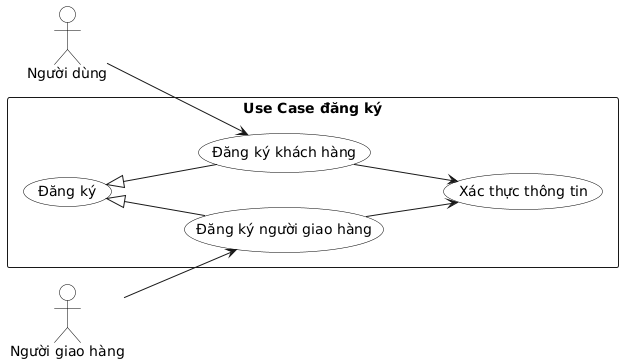 Người dùng
Use Case đăng ký
Đăng ký khách hàng
Đăng ký
Xác thực thông tin
Đăng ký người giao hàng
Người giao hàng